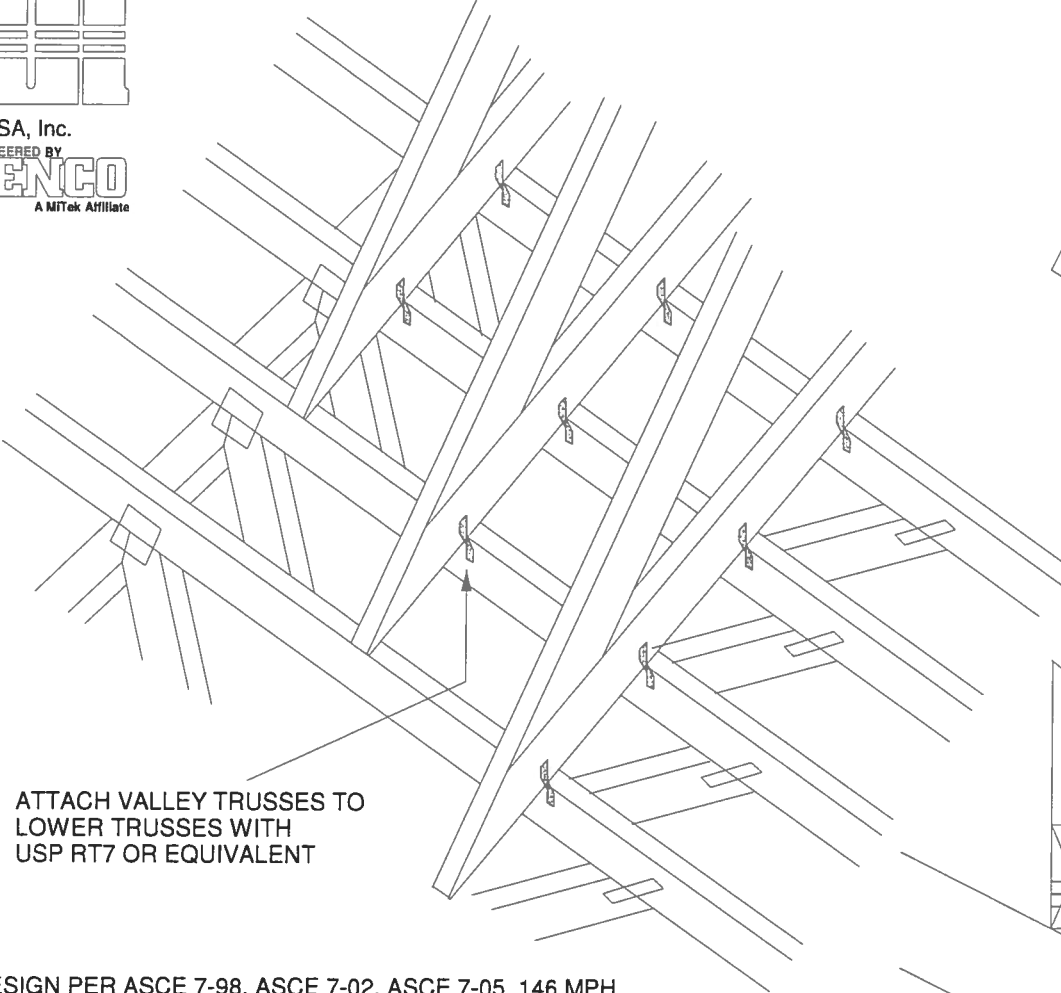 SA, Inc.
EERED BY
ENCO
A MiTek Affiliate
ATTACH VALLEY TRUSSES TO
LOWER TRUSSES WITH
USP RT7 OR EQUIVALENT
ESIGN PER ASCE 7-98, ASCE 7-02, ASCE 7-05 146 MPH